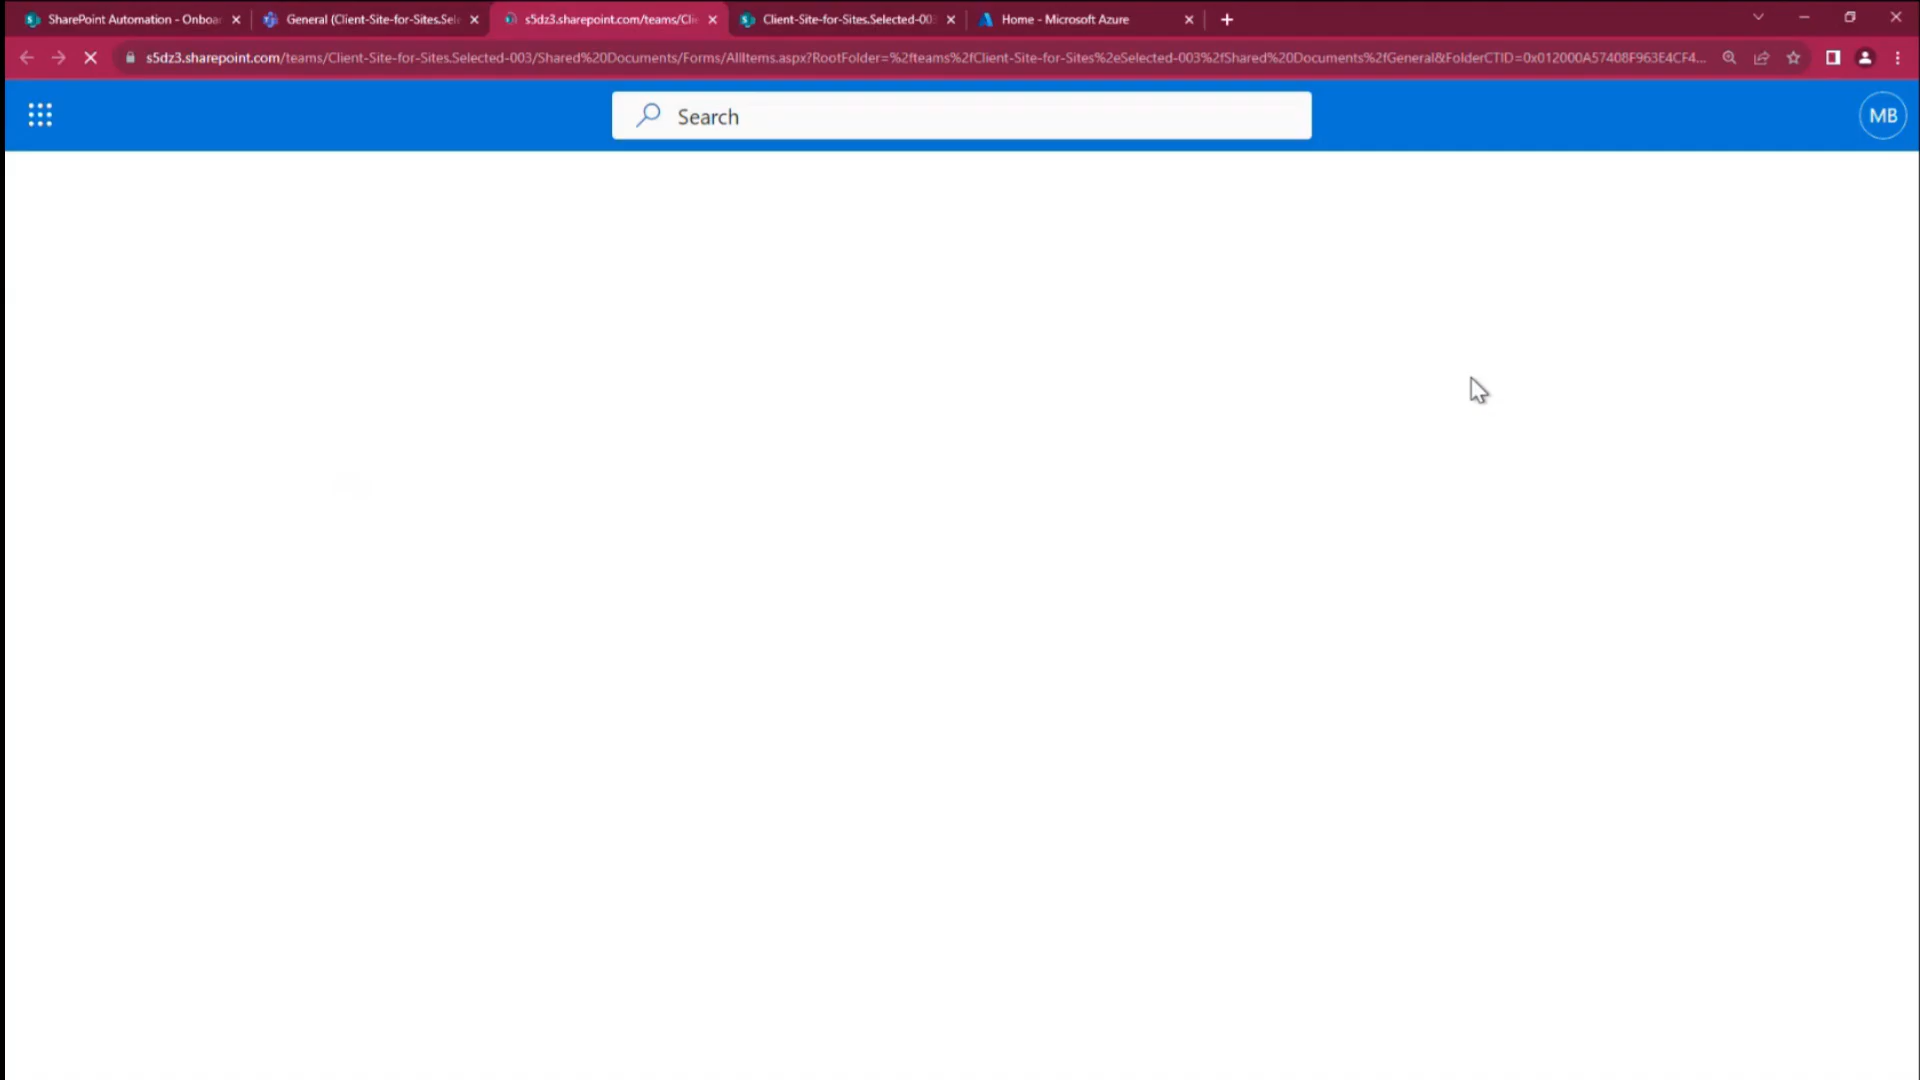 SharePoint Automation - Onboa
General (Client-Site-for-Sites.Sel
s5dz3.sharepoint.com/teams/Cli
Client-Site-for-Sites.Selected-00
Home - Microsoft Azure
s5dz3.sharepoint.com/teams/Client-Site-for-Sites.Selected-003/Shared%20Documents/Forms/AllItems.aspx?RootFolder=%2fteams%2fClient-Site-for-Sites%2eSelected-003%2fShared%20Documents%2fGeneral&FolderCTID=0x012000A57408F963E4CF4...
Search
MB